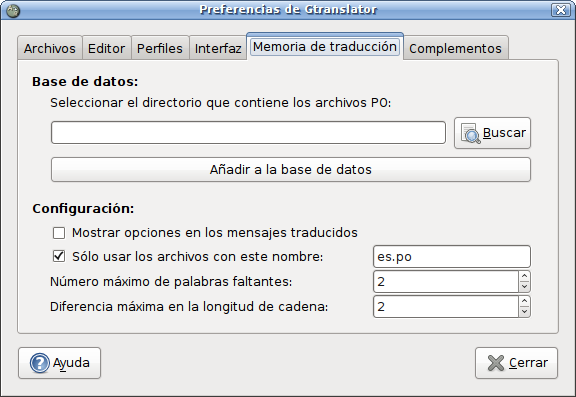 Preferencias de Gtranslator
Archivos Editor Perfiles Interfaz Memoria de traducción Complementos
Base de datos:
Seleccionar el directorio que contiene los archivos PO:
Buscar
Añadir a la base de datos
Configuración:
Mostrar opciones en los mensajes traducidos
Sólo usar los archivos con este nombre: es.po
Número máximo de palabras faltantes: 2
Diferencia máxima en la longitud de cadena: 2
Ayuda Cerrar